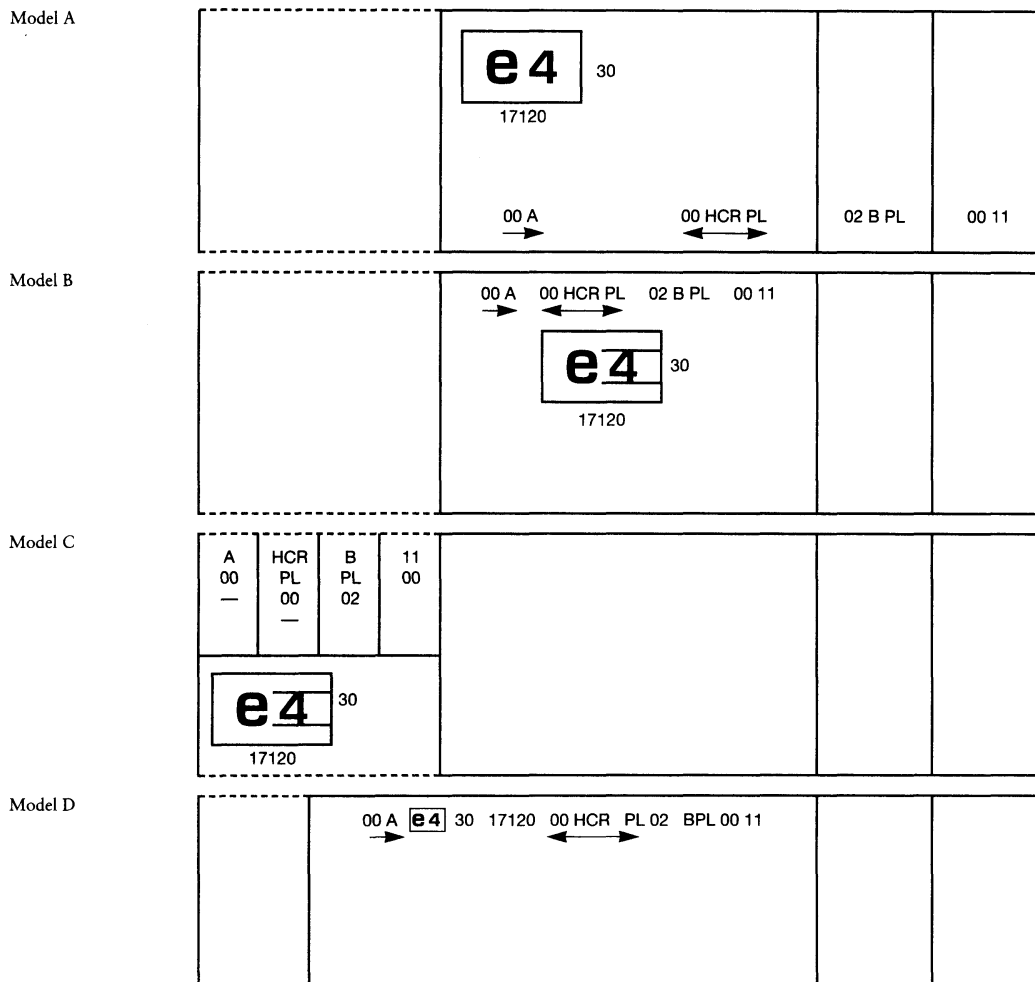 Model A
e4 30
17120
00 A 00 HCR PL 02 B PL 00 11
Model B
00 A 00 HCR PL 02 B PL 00 11
e4 30
17120
Model C
A HCR B 11
00 PL PL 00
— 00 02
—
e4 30
17120
Model D
00 A e4 30 17120 00 HCR PL 02 BPL 00 11